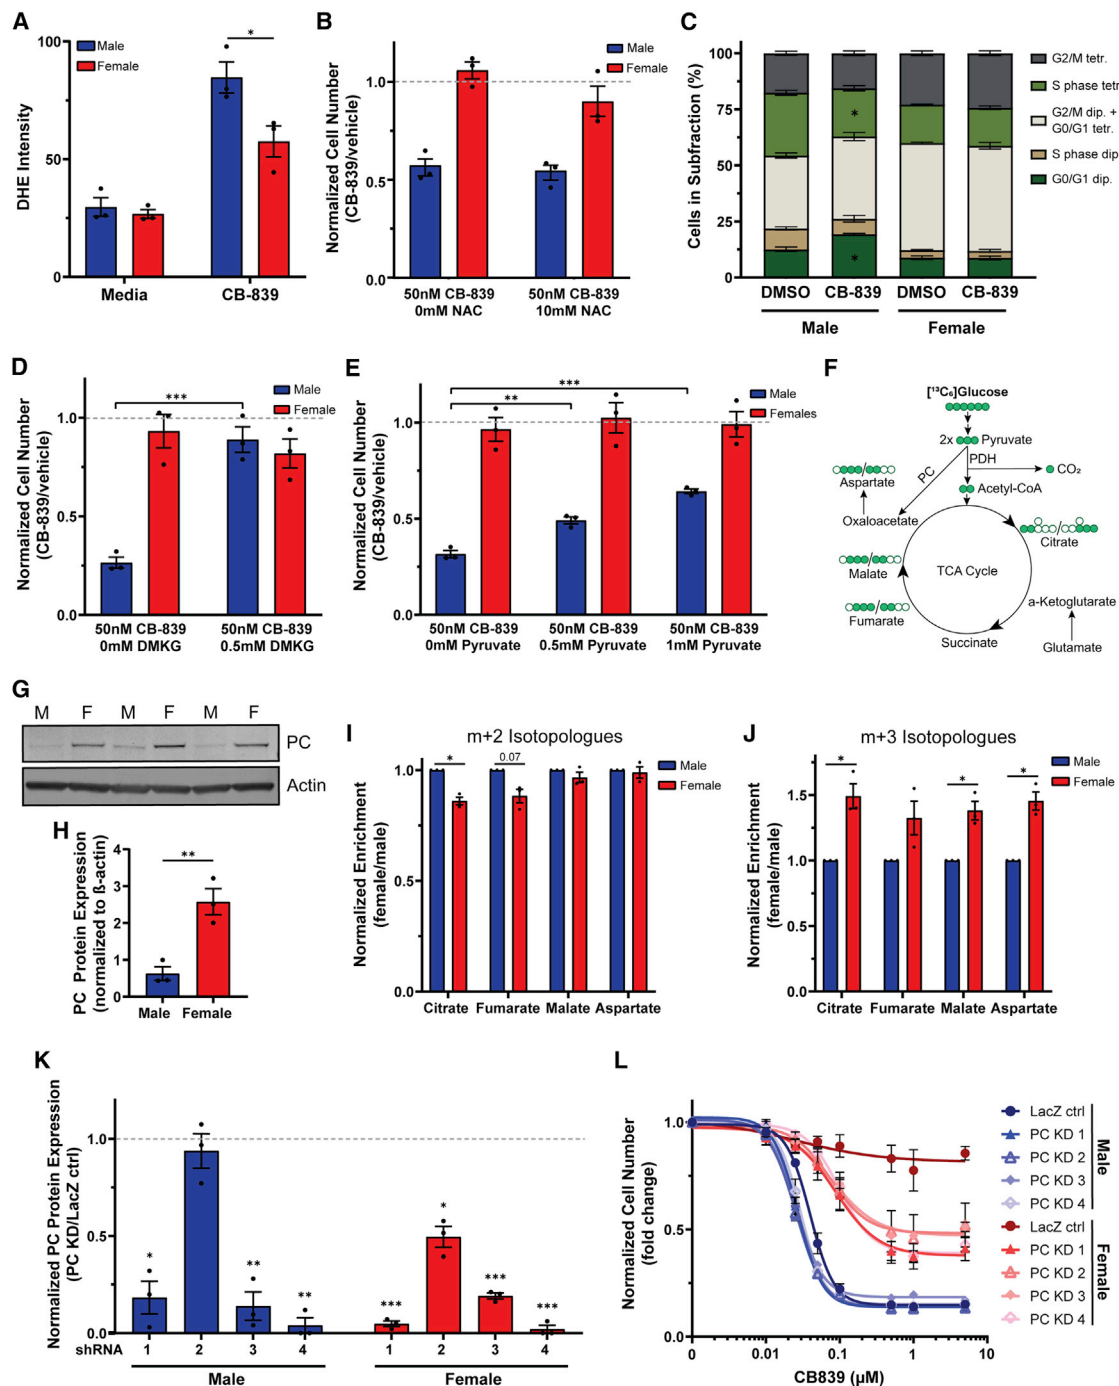 A
100
50
0
DHE Intensity
Male
Female
*
Media
CB-839
B
1.0
0.5
0.0
Normalized Cell Number
(CB-839/vehicle)
Male
Female
50nM CB-839
0mM NAC
50nM CB-839
10mM NAC
C
100
75
50
25
0
Cells in Subfraction (%)
*
*
G2/M tetr.
S phase tetr
G2/M dip. +
G0/G1 tetr.
S phase dip
G0/G1 dip.
DMSO
CB-839
DMSO
CB-839
Male
Female
D
1.0
0.5
0.0
Normalized Cell Number
(CB-839/vehicle)
***
Male
Female
50nM CB-839
0mM DMKG
50nM CB-839
0.5mM DMKG
E
1.0
0.5
0.0
Normalized Cell Number
(CB-839/vehicle)
***
**
Male
Females
50nM CB-839
0mM Pyruvate
50nM CB-839
0.5mM Pyruvate
50nM CB-839
1mM Pyruvate
F
[¹³C₆]Glucose
2x
Pyruvate
PDH
PC
CO₂
Acetyl-CoA
Aspartate
Oxaloacetate
Citrate
Malate
TCA Cycle
Fumarate
a-Ketoglutarate
Succinate
Glutamate
G
M F M F M F
PC
Actin
H
4
3
2
1
0
PC Protein Expression
(normalized to ß-actin)
**
Male
Female
I
m+2 Isotopologues
1.0
0.5
0.0
Normalized Enrichment
(female/male)
*
0.07
Male
Female
Citrate
Fumarate
Malate
Aspartate
J
m+3 Isotopologues
1.5
1.0
0.5
0.0
Normalized Enrichment
(female/male)
*
*
*
Male
Female
Citrate
Fumarate
Malate
Aspartate
K
1.0
0.5
0.0
Normalized PC Protein Expression
(PC KD/LacZ ctrl)
*
**
**
***
*
***
***
shRNA
1 2 3 4
1 2 3 4
Male
Female
L
1.0
0.5
0.0
Normalized Cell Number
(fold change)
0
0.01
0.1
1
10
CB839 (µM)
LacZ ctrl
PC KD 1
PC KD 2
PC KD 3
PC KD 4
Male
LacZ ctrl
PC KD 1
PC KD 2
PC KD 3
PC KD 4
Female